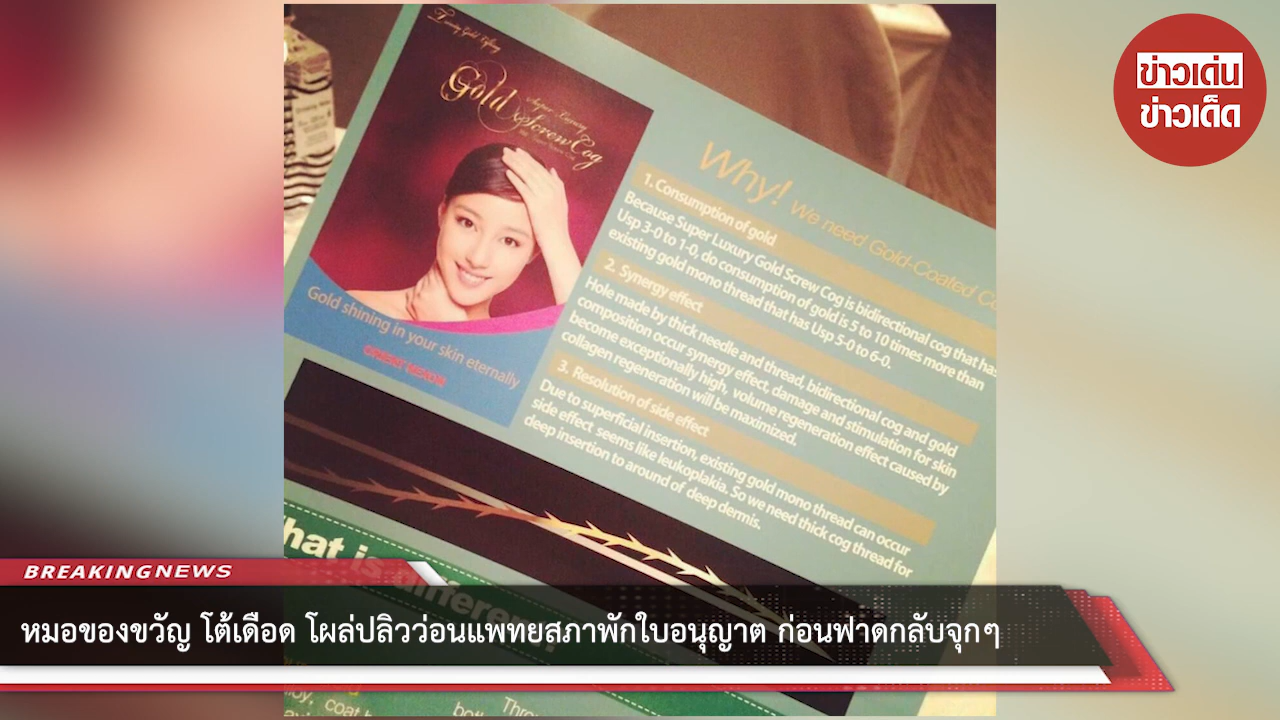 ข่าวเด่น
ข่าวเด็ด
Gold
Super Luxury
Screw Cog
Gold shining in your skin eternally
Why! We need Gold-Coated
1. Consumption of gold
Because Super Luxury Gold Screw Cog is bidirectional cog that has
Usp 3-0 to 1-0, do consumption of gold is 5 to 10 times more than
existing gold mono thread that has Usp 5-0 to 6-0.
2. Synergy effect
Hole made by thick needle and thread, bidirectional cog and gold
composition occur synergy effect, damage and stimulation for skin
become exceptionally high, volume regeneration effect caused by
collagen regeneration will be maximized.
3. Resolution of side effect
Due to superficial insertion, existing gold mono thread can occur
side effect seems like leukoplakia. So we need thick cog thread for
deep insertion to around of deep dermis.
hat is different?
BREAKING NEWS
หมอของขวัญ โต้เดือด โผล่ปลิวว่อนแพทยสภาพักใบอนุญาต ก่อนฟาดกลับจุกๆ